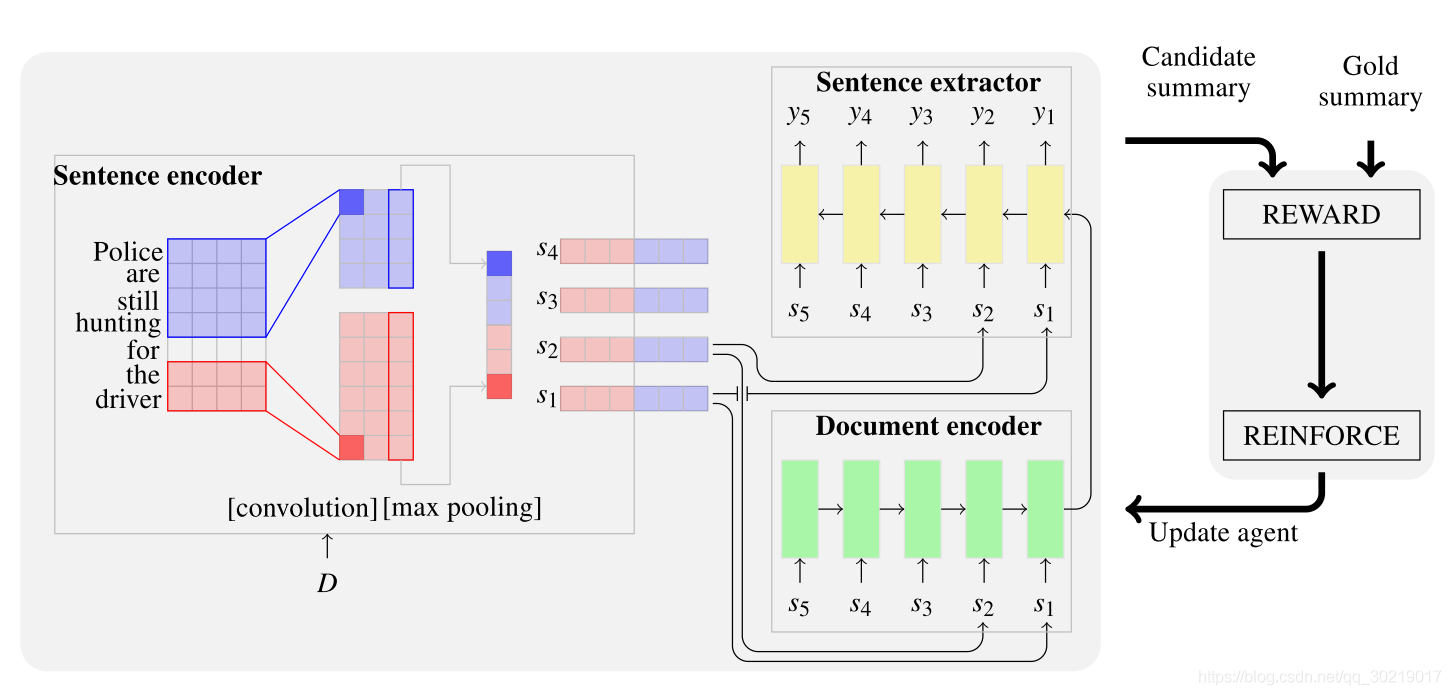 Candidate
summary
Gold
summary
Sentence extractor
y5 y4 y3 y2 y1
s5 s4 s3 s2 s1
Sentence encoder
Police
are
still
hunting
for
the
driver
s4
s3
s2
s1
[convolution] [max pooling]
D
Document encoder
s5 s4 s3 s2 s1
REWARD
REINFORCE
Update agent
https://blog.csdn.net/qq_30219017